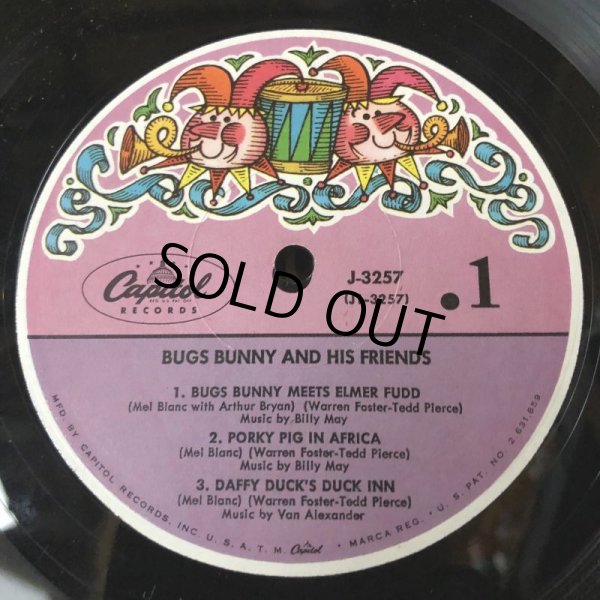 Capitol
RECORDS
J-3257
.1
SOLD OUT
BUGS BUNNY AND HIS FRIENDS
1. BUGS BUNNY MEETS ELMER FUDD
(Mel Blanc with Arthur Bryan) (Warren Foster-Tedd Pierce)
Music by Billy May
2. PORKY PIG IN AFRICA
(Mel Blanc) (Warren Foster-Tedd Pierce)
Music by Billy May
3. DAFFY DUCK'S DUCK INN
(Mel Blanc) (Warren Foster-Tedd Pierce)
Music by Van Alexander
MFD. BY CAPITOL RECORDS, INC. U.S.A. T.M. Capitol MARCA REG. • U.S. PAT. NO. 2,631,859